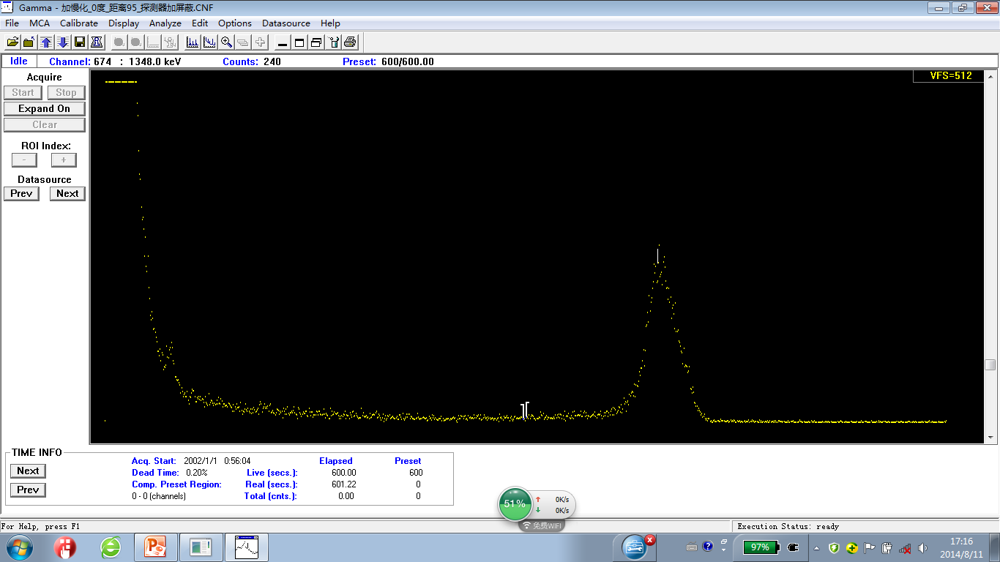 Gamma - 加慢化_0度_距离95_探测器加屏蔽.CNF
File MCA Calibrate Display Analyze Edit Options Datasource Help
Idle Channel: 674 : 1348.0 keV Counts: 240 Preset: 600/600.00
Acquire
Start Stop
Expand On
Clear
ROI Index:
- +
Datasource
Prev Next
VFS=512
TIME INFO
Next
Prev
Acq. Start: 2002/1/1 0:56:04 Elapsed Preset
Dead Time: 0.20% Live (secs.): 600.00 600
Comp. Preset Region: Real (secs.): 601.22 0
0 - 0 (channels) Total (cnts.): 0.00 0
51% 0K/s
0K/s
免费WIFI
For Help, press F1 Execution Status: ready
97% 17:16
2014/8/11